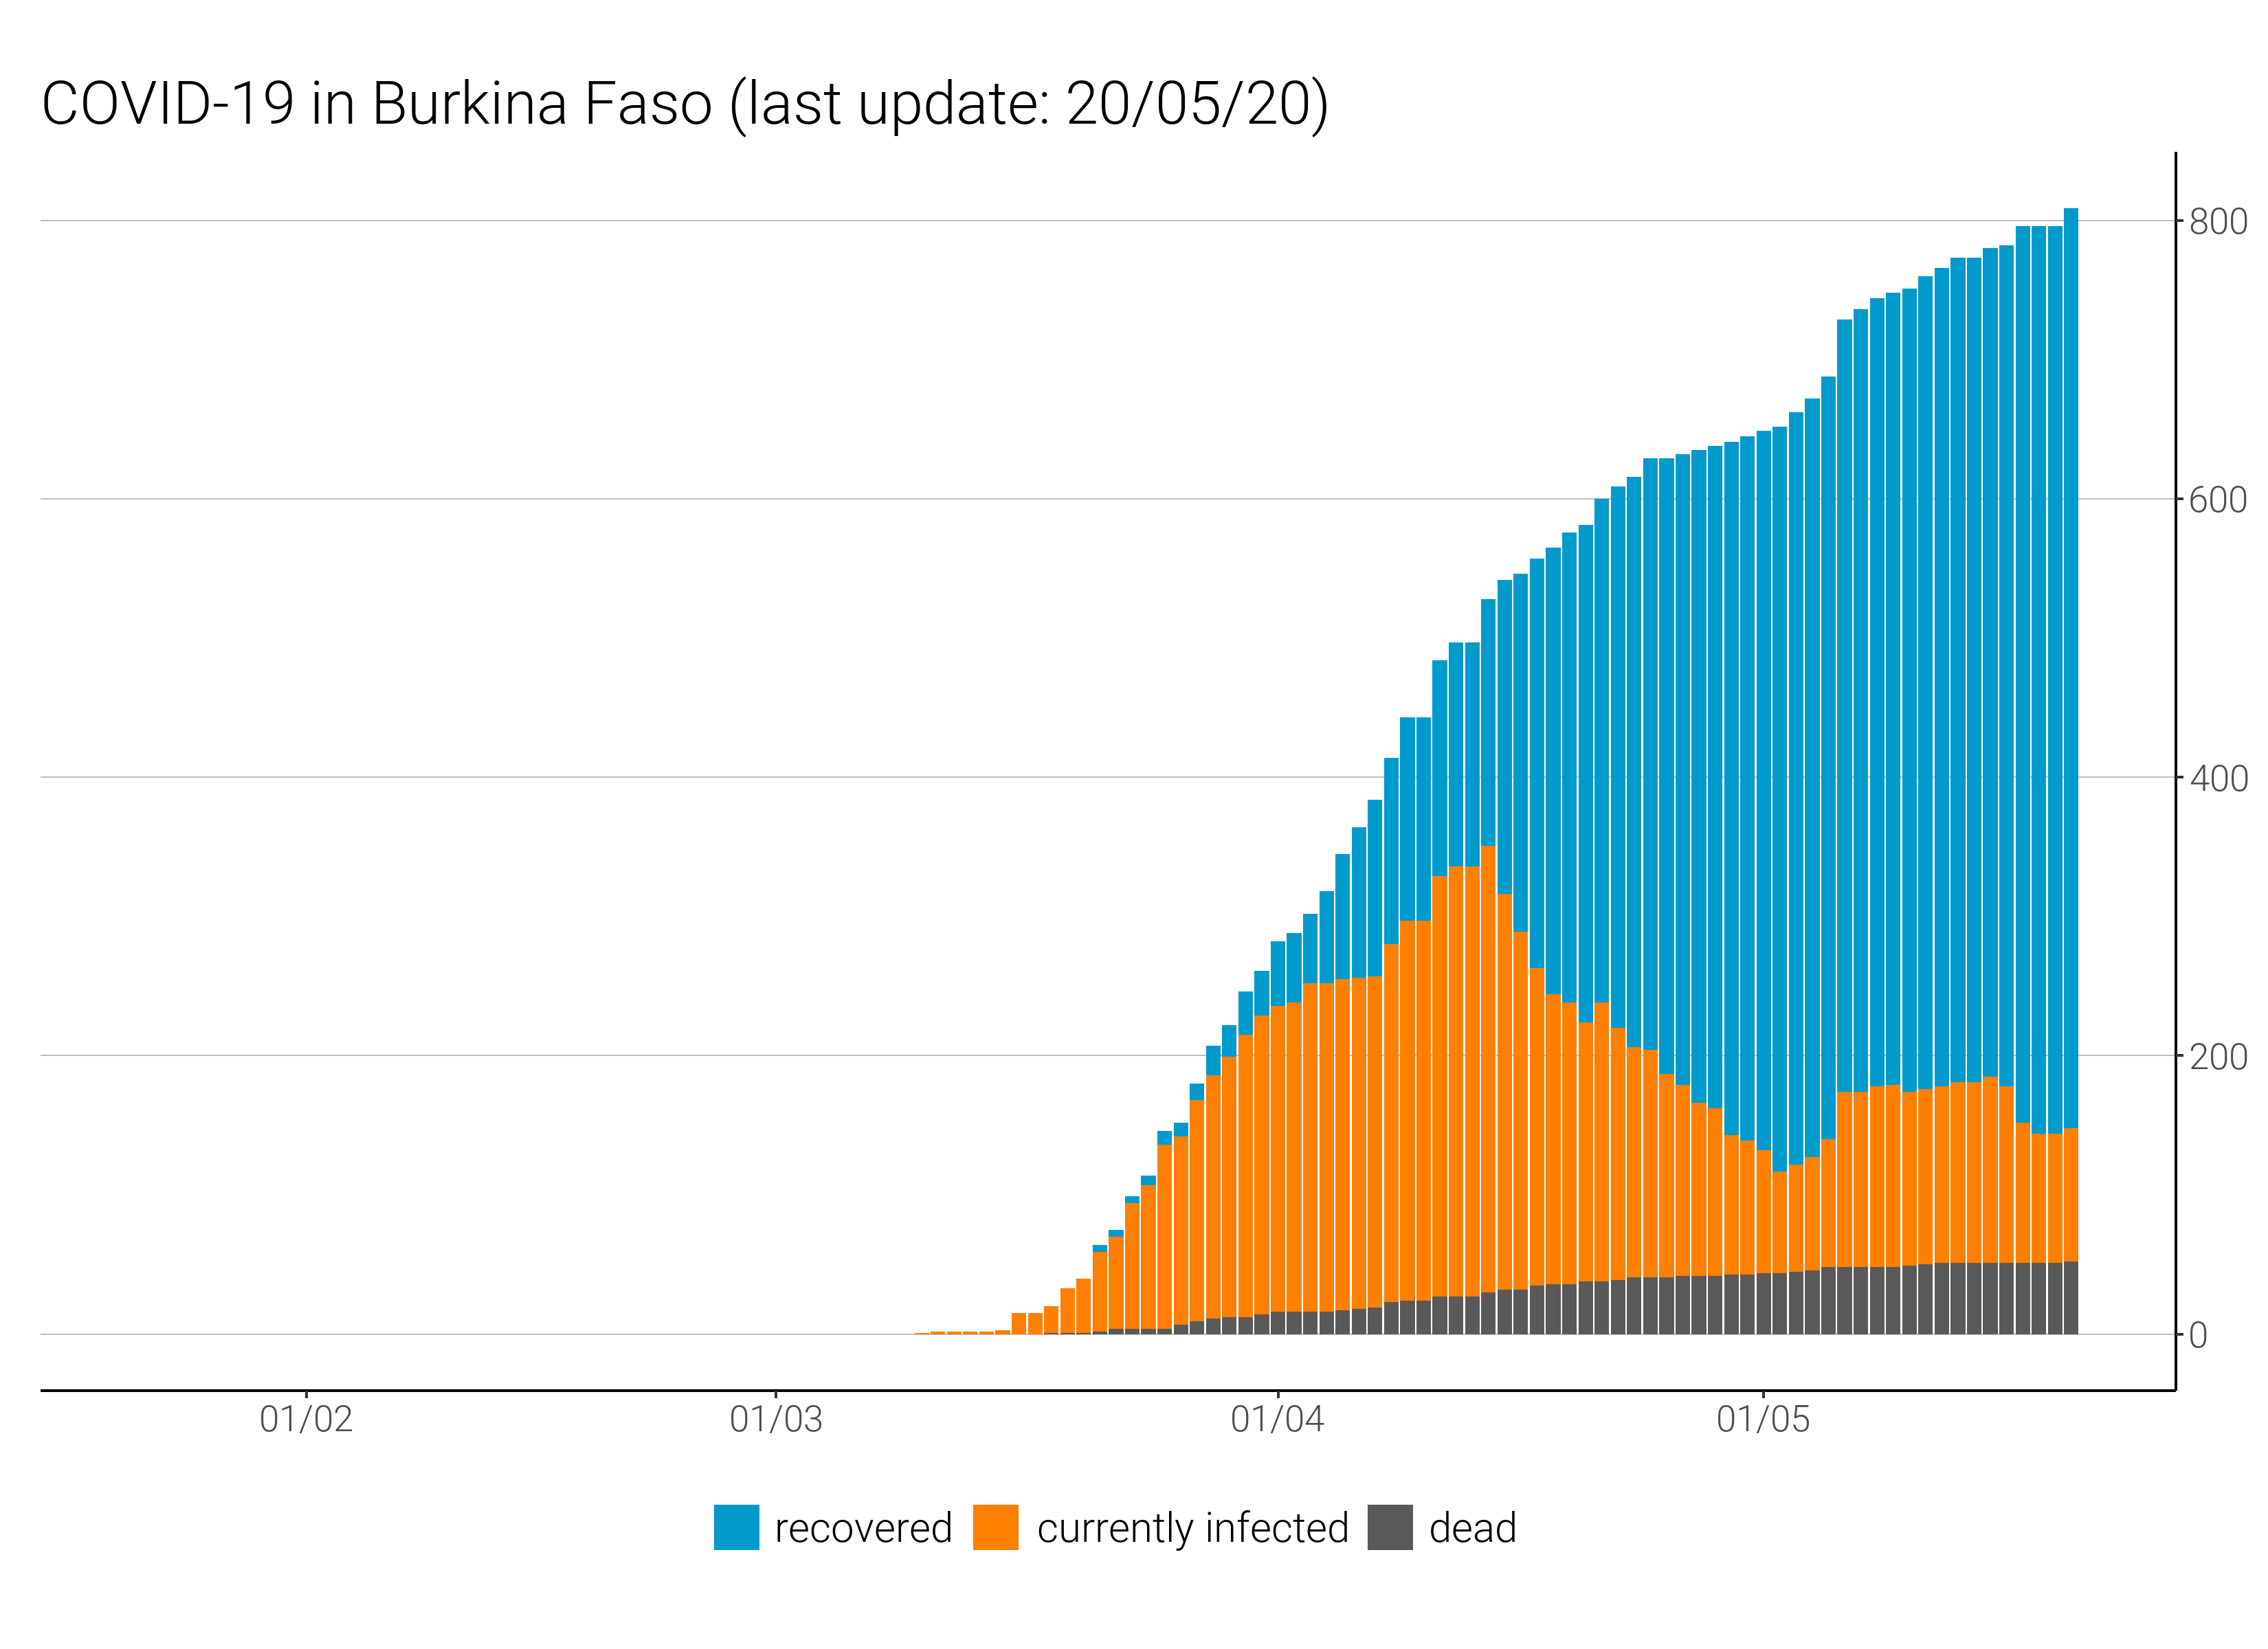 COVID-19 in Burkina Faso (last update: 20/05/20)
800
600
400
200
0
01/02 01/03 01/04 01/05
recovered currently infected dead